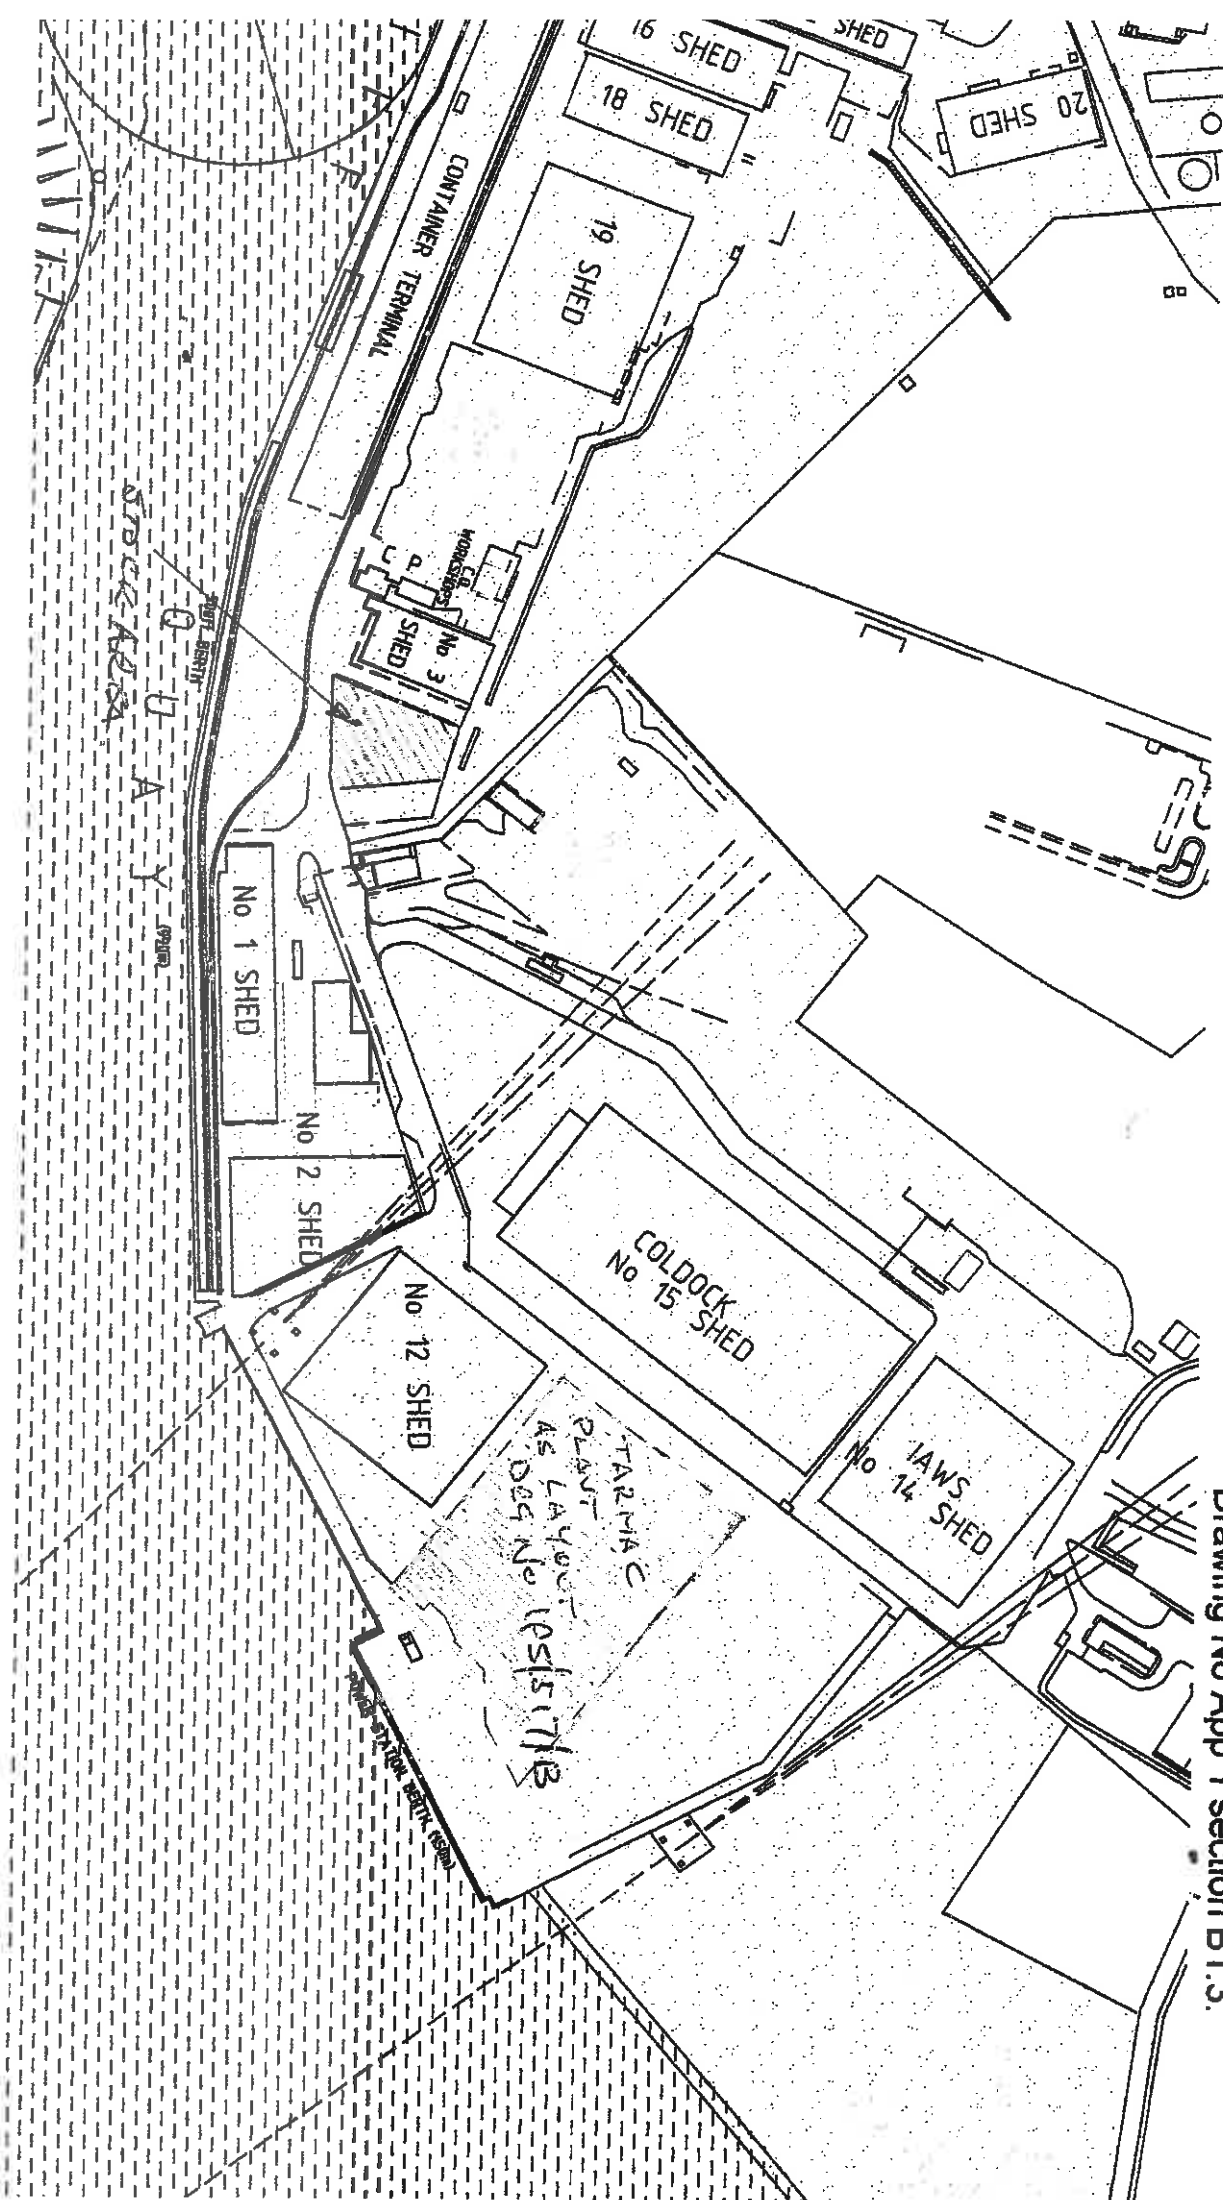 Drawing No App 1 section B1.3.
16 SHED
SHED
18 SHED
20
SHED
19 SHED
CONTAINER TERMINAL
WORKSHOPS
No 3
SHED
STOCK AREA
BERTH
Q U A Y
No 1 SHED
No 2 SHED
No 12 SHED
COLDOCK
No 15 SHED
IAWS
No 14 SHED
TARMAC
PLANT
AS LAYOUT
DRG No
POWER STATION BERTH